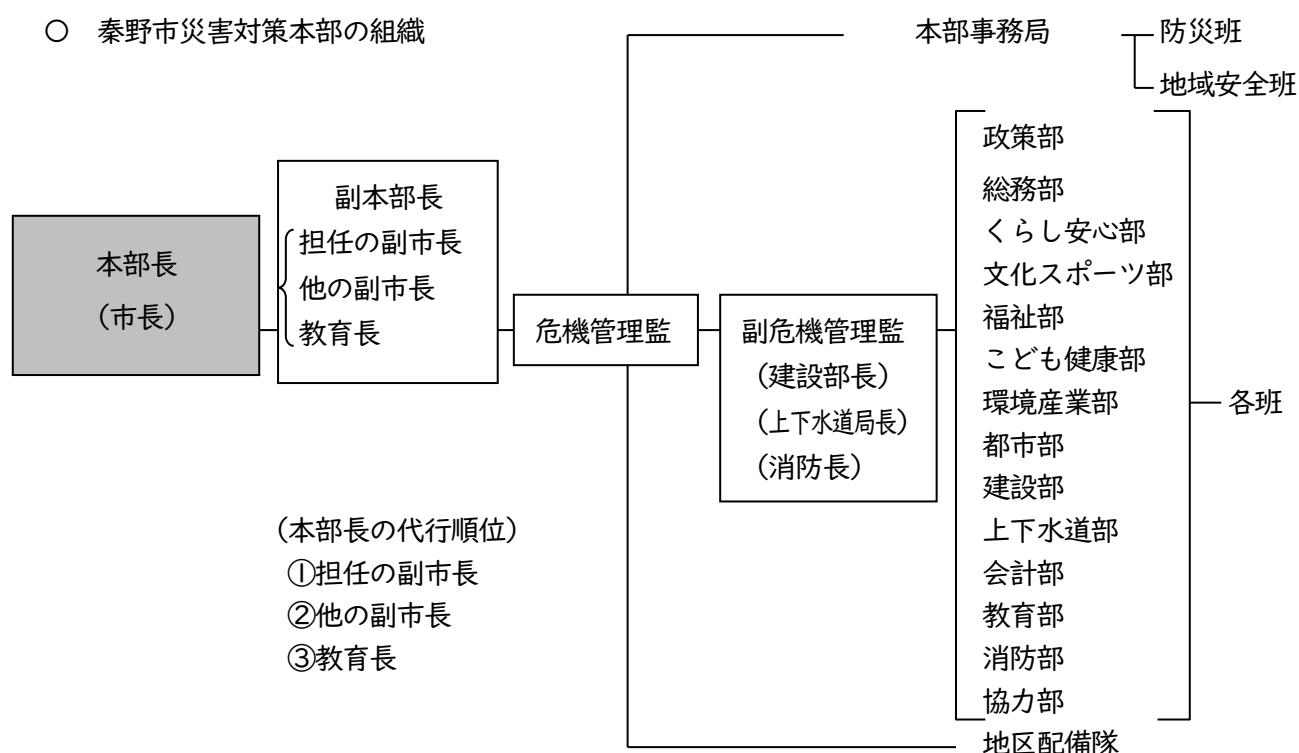 ○ 秦野市災害対策本部の組織
本部事務局
防災班
地域安全班
本部長
(市長)
副本部長
担任の副市長
他の副市長
教育長
危機管理監
副危機管理監
(建設部長)
(上下水道局長)
(消防長)
政策部
総務部
くらし安心部
文化スポーツ部
福祉部
こども健康部
環境産業部
都市部
建設部
上下水道部
会計部
教育部
消防部
協力部
各班
地区配備隊
(本部長の代行順位)
①担任の副市長
②他の副市長
③教育長